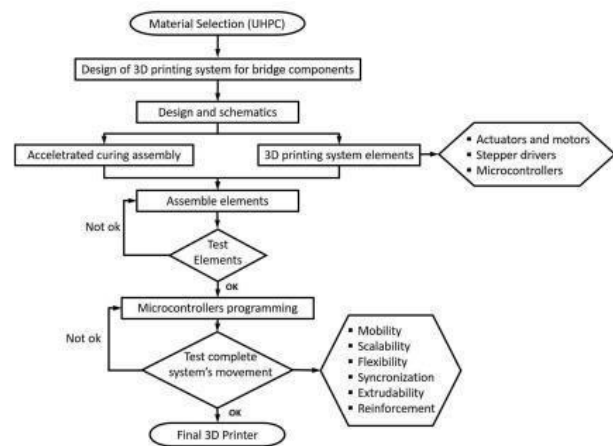 Material Selection (UHPC)
Design of 3D printing system for bridge components
Design and schematics
Acceletrated curing assembly
3D printing system elements
▪ Actuators and motors
▪ Stepper drivers
▪ Microcontrollers
Assemble elements
Not ok
Test
Elements
OK
Microcontrollers programming
Not ok
Test complete
system's movement
▪ Mobility
▪ Scalability
▪ Flexibility
▪ Syncronization
▪ Extrudability
▪ Reinforcement
OK
Final 3D Printer